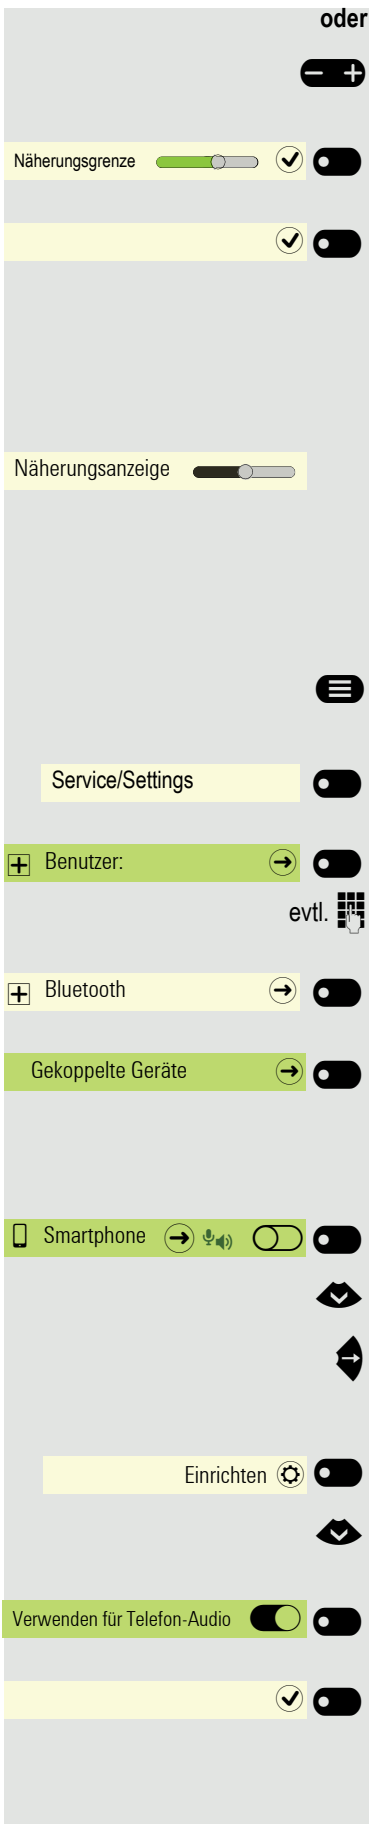 oder
Näherungsgrenze
Näherungsanzeige
Service/Settings
Benutzer:
evtl.
Bluetooth
Gekoppelte Geräte
Smartphone
Einrichten
Verwenden für Telefon-Audio